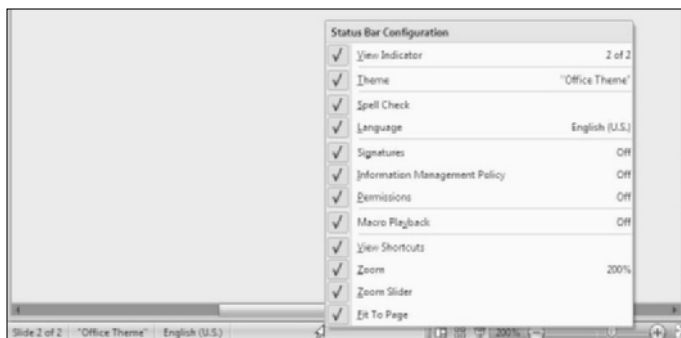 Status Bar Configuration
View Indicator 2 of 2
Theme "Office Theme"
Spell Check
Language English (U.S.)
Signatures Off
Information Management Policy Off
Permissions Off
Macro Playback Off
View Shortcuts
Zoom 200%
Zoom Slider
Fit To Page
Slide 2 of 2 "Office Theme" English (U.S.) 200%